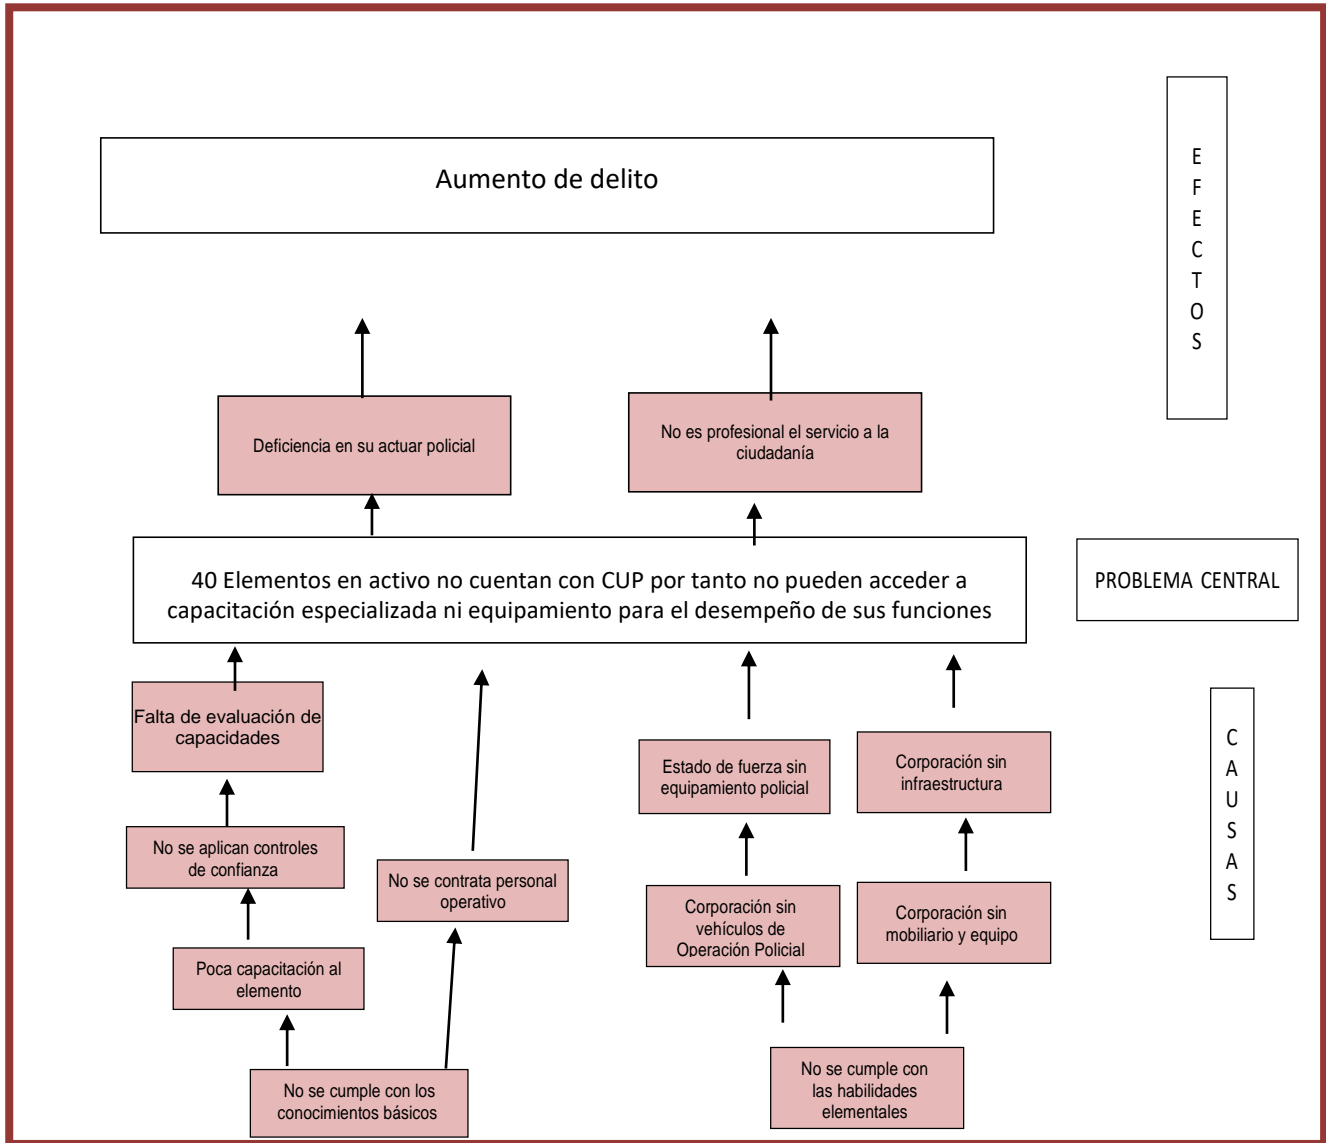 Aumento de delito
E
F
E
C
T
O
S
Deficiencia en su actuar policial
No es profesional el servicio a la
ciudadanía
40 Elementos en activo no cuentan con CUP por tanto no pueden acceder a
capacitación especializada ni equipamiento para el desempeño de sus funciones
PROBLEMA CENTRAL
Falta de evaluación de
capacidades
Estado de fuerza sin
equipamiento policial
Corporación sin
infraestructura
C
A
U
S
A
S
No se aplican controles
de confianza
No se contrata personal
operativo
Corporación sin
vehículos de
Operación Policial
Corporación sin
mobiliario y equipo
Poca capacitación al
elemento
No se cumple con los
conocimientos básicos
No se cumple con
las habilidades
elementales